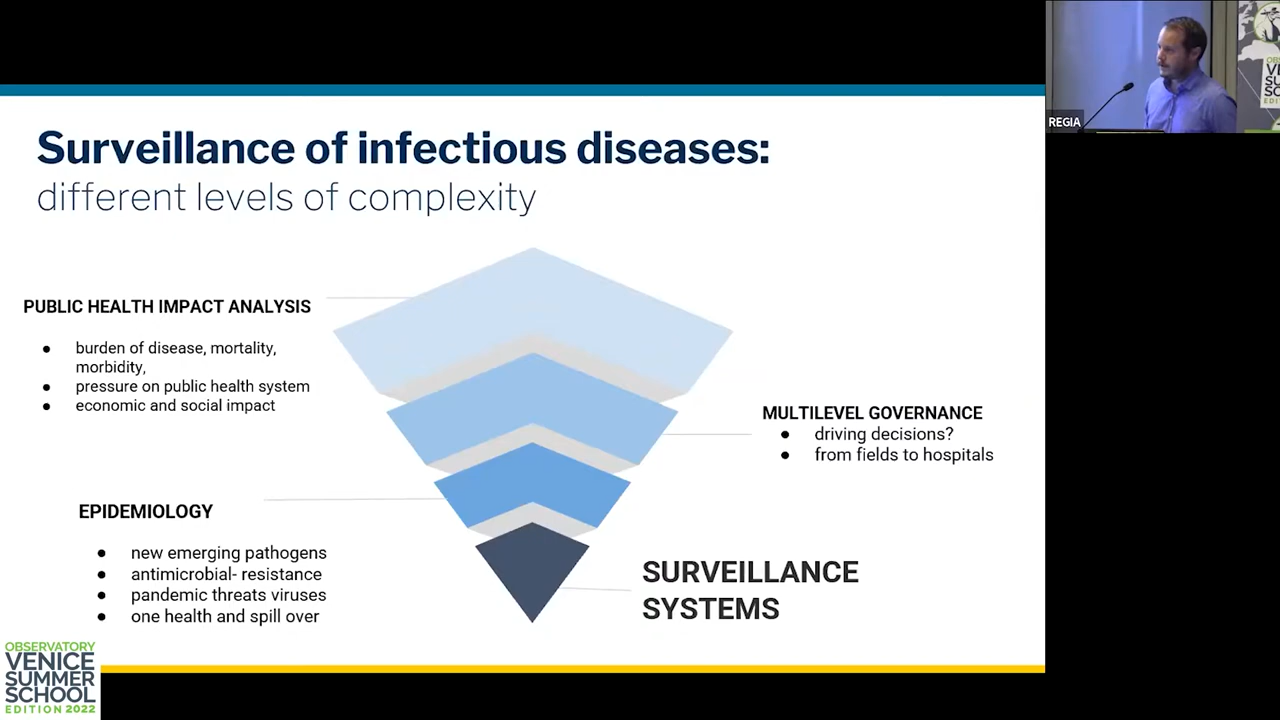 Surveillance of infectious diseases:
different levels of complexity
PUBLIC HEALTH IMPACT ANALYSIS
● burden of disease, mortality,
morbidity,
● pressure on public health system
● economic and social impact
MULTILEVEL GOVERNANCE
● driving decisions?
● from fields to hospitals
EPIDEMIOLOGY
● new emerging pathogens
● antimicrobial- resistance
● pandemic threats viruses
● one health and spill over
SURVEILLANCE
SYSTEMS
OBSERVATORY
VENICE
SUMMER
SCHOOL
EDITION 2022
REGIA